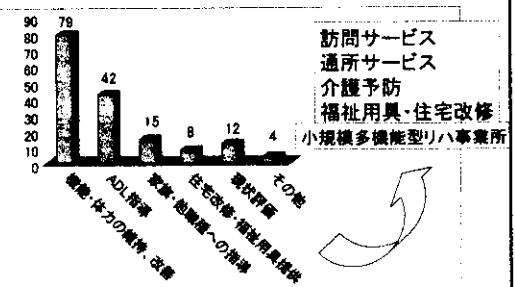 90
80
70
60
50
40
30
20
10
0
79
42
15
8
12
4
機能・体力の維持、改善
ADL指導
家族・他職種への指導
住宅改修・福祉用具提供
現状評価
その他
訪問サービス
通所サービス
介護予防
福祉用具・住宅改修
小規模多機能型リハ事業所